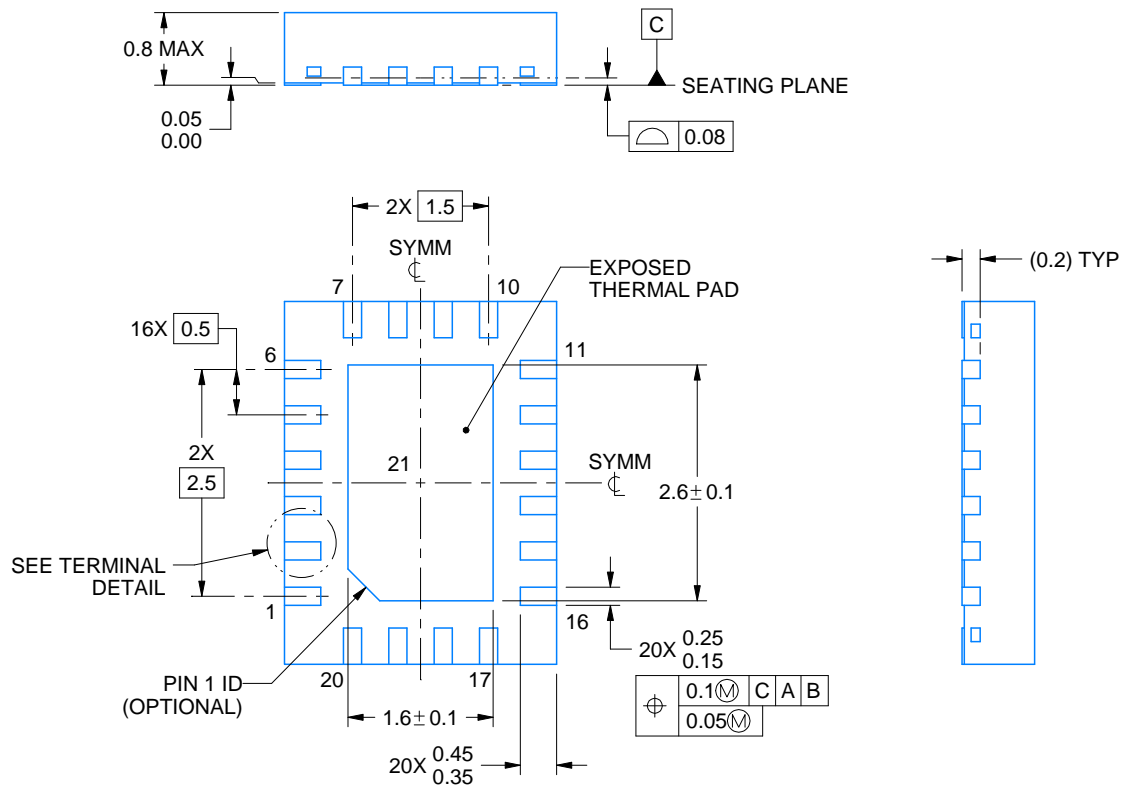 0.8 MAX
C
SEATING PLANE
0.05
0.00
0.08
2X 1.5
SYMM
EXPOSED
THERMAL PAD
(0.2) TYP
7
10
16X 0.5
6
11
2X
2.5
21
SYMM
2.6±0.1
SEE TERMINAL
DETAIL
1
16
20X 0.25
0.15
PIN 1 ID
(OPTIONAL)
20
17
0.1Ⓜ C A B
0.05Ⓜ
1.6±0.1
20X 0.45
0.35